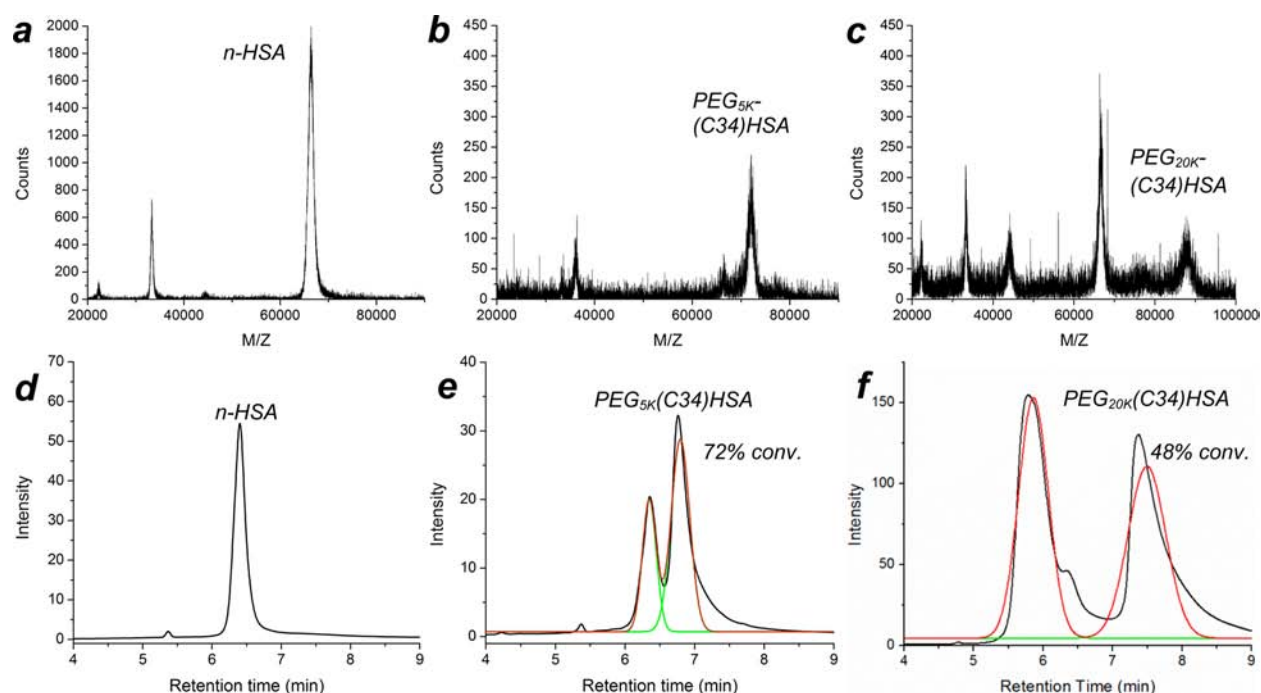 a
n-HSA
2000
1800
1600
1400
1200
1000
800
600
400
200
0
Counts
20000 40000 60000 80000
M/Z
b
PEG5K-
(C34)HSA
450
400
350
300
250
200
150
100
50
0
Counts
20000 40000 60000 80000
M/Z
c
PEG20K-
(C34)HSA
450
400
350
300
250
200
150
100
50
0
Counts
20000 40000 60000 80000 100000
M/Z
d
n-HSA
70
60
50
40
30
20
10
0
Intensity
4 5 6 7 8 9
Retention time (min)
e
PEG5K(C34)HSA
72% conv.
40
30
20
10
0
Intensity
4 5 6 7 8 9
Retention time (min)
f
PEG20K(C34)HSA
48% conv.
150
100
50
0
Intensity
4 5 6 7 8 9
Retention Time (min)